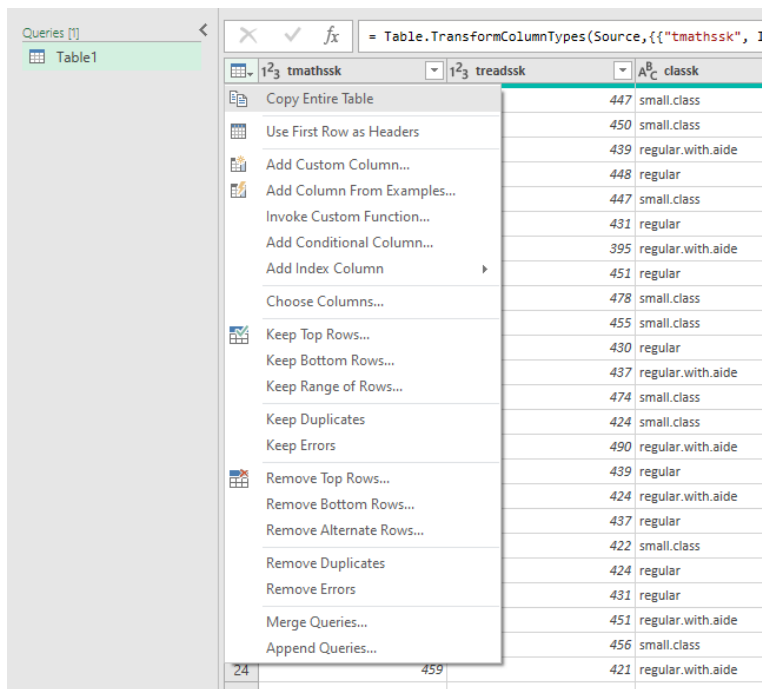 Queries [1]
Table1
fx
= Table.TransformColumnTypes(Source,{{"tmathssk", I
1²3 tmathssk
1²3 treadssk
ABC classk
Copy Entire Table
Use First Row as Headers
Add Custom Column...
Add Column From Examples...
Invoke Custom Function...
Add Conditional Column...
Add Index Column
Choose Columns...
Keep Top Rows...
Keep Bottom Rows...
Keep Range of Rows...
Keep Duplicates
Keep Errors
Remove Top Rows...
Remove Bottom Rows...
Remove Alternate Rows...
Remove Duplicates
Remove Errors
Merge Queries...
Append Queries...
447 small.class
450 small.class
439 regular.with.aide
448 regular
447 small.class
431 regular
395 regular.with.aide
451 regular
478 small.class
455 small.class
430 regular
437 regular.with.aide
474 small.class
424 small.class
490 regular.with.aide
439 regular
424 regular.with.aide
437 regular
422 small.class
424 regular
431 regular
451 regular.with.aide
456 small.class
24 459 421 regular.with.aide